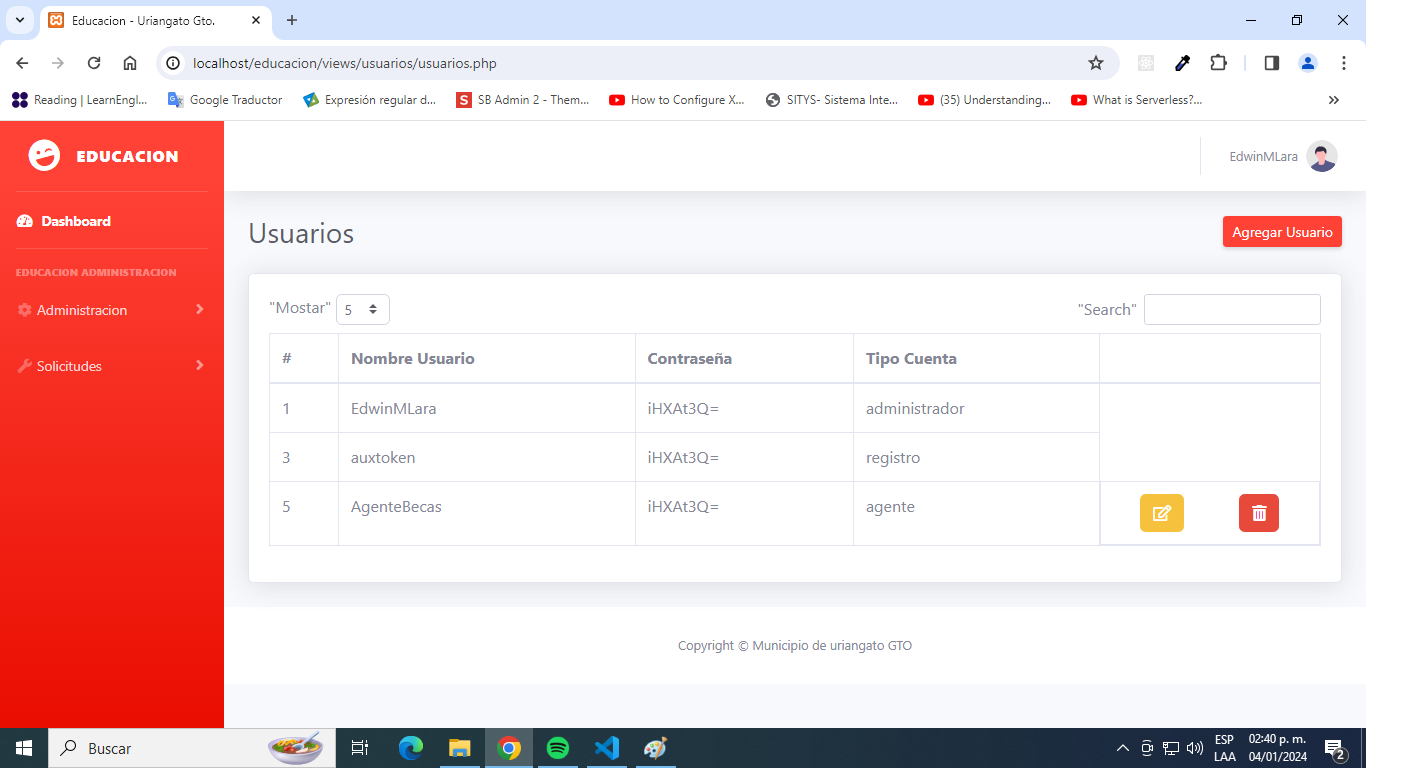 Educacion - Uriangato Gto.
localhost/educacion/views/usuarios/usuarios.php
Reading | LearnEngl... Google Traductor Expresión regular d... SB Admin 2 - Them... How to Configure X... SITYS- Sistema Inte... (35) Understanding... What is Serverless?...
EDUCACION
EdwinMLara
Dashboard
EDUCACION ADMINISTRACION
Administracion
Solicitudes
Usuarios
Agregar Usuario
"Mostar" 5
"Search"
# Nombre Usuario Contraseña Tipo Cuenta
1 EdwinMLara iHXAt3Q= administrador
3 auxtoken iHXAt3Q= registro
5 AgenteBecas iHXAt3Q= agente
Copyright © Municipio de uriangato GTO
Buscar
ESP
LAA
02:40 p. m.
04/01/2024
2